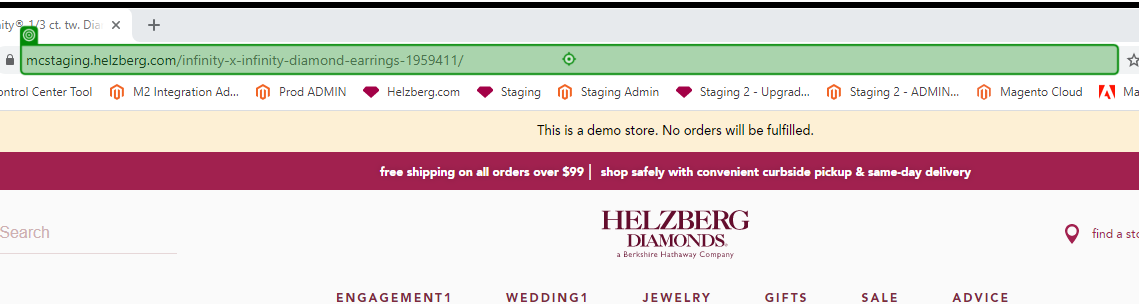 ity® 1/3 ct. tw. Dia
mcstaging.helzberg.com/infinity-x-infinity-diamond-earrings-1959411/
ontrol Center Tool M2 Integration Ad... Prod ADMIN Helzberg.com Staging Staging Admin Staging 2 - Upgrad... Staging 2 - ADMIN... Magento Cloud Ma
This is a demo store. No orders will be fulfilled.
free shipping on all orders over $99 | shop safely with convenient curbside pickup & same-day delivery
Search
HELZBERG
DIAMONDS®
a Berkshire Hathaway Company
find a sto
ENGAGEMENT1 WEDDING1 JEWELRY GIFTS SALE ADVICE